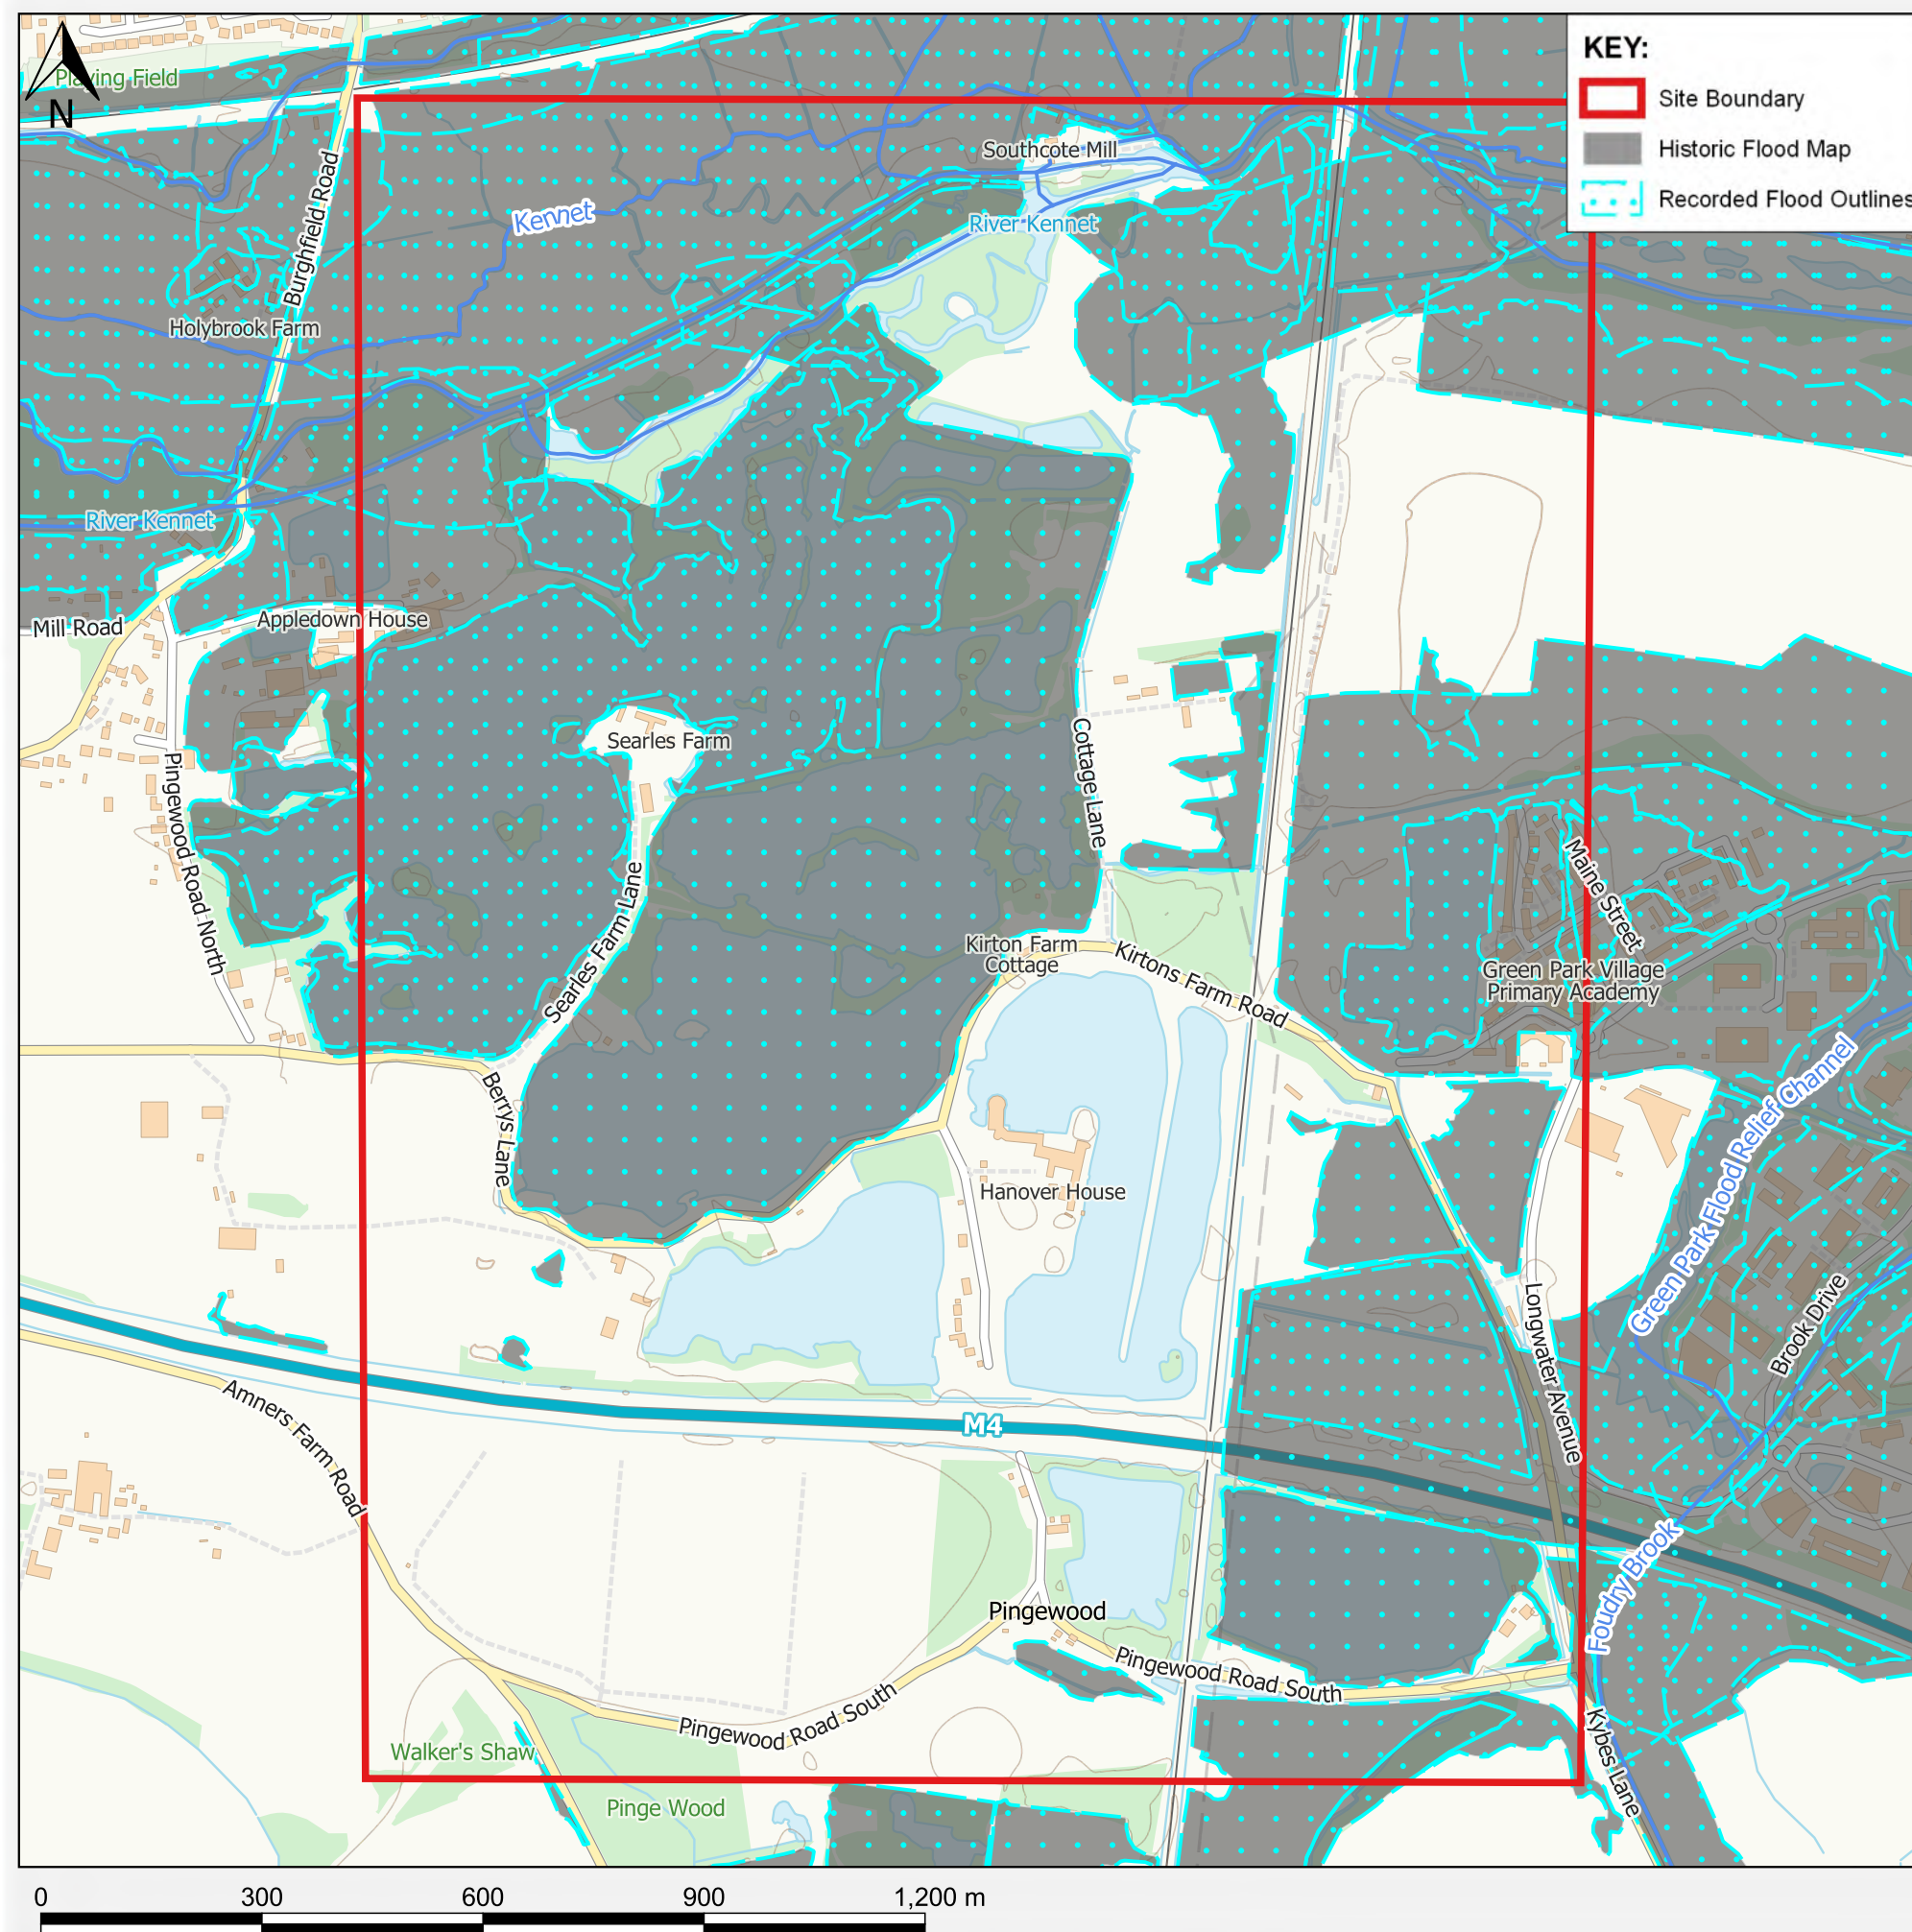 KEY:
Site Boundary
Historic Flood Map
Recorded Flood Outlines
Playing Field
N
Southcote Mill
Kennet
River Kennet
Burghfield Road
Holybrook Farm
River Kennet
Mill Road
Appledown House
Searles Farm
Cottage Lane
Pingewood Road North
Maine Street
Searles Farm Lane
Kirton Farm
Cottage
Kirtons Farm Road
Green Park Village
Primary Academy
Berrys Lane
Hanover House
Green Park Flood Relief Channel
Longwater Avenue
Brook Drive
Amners Farm Road
M4
Foudry Brook
Pingewood
Pingewood Road South
Pingewood Road South
Kybes Lane
Walker's Shaw
Pinge Wood
0 300 600 900 1,200 m